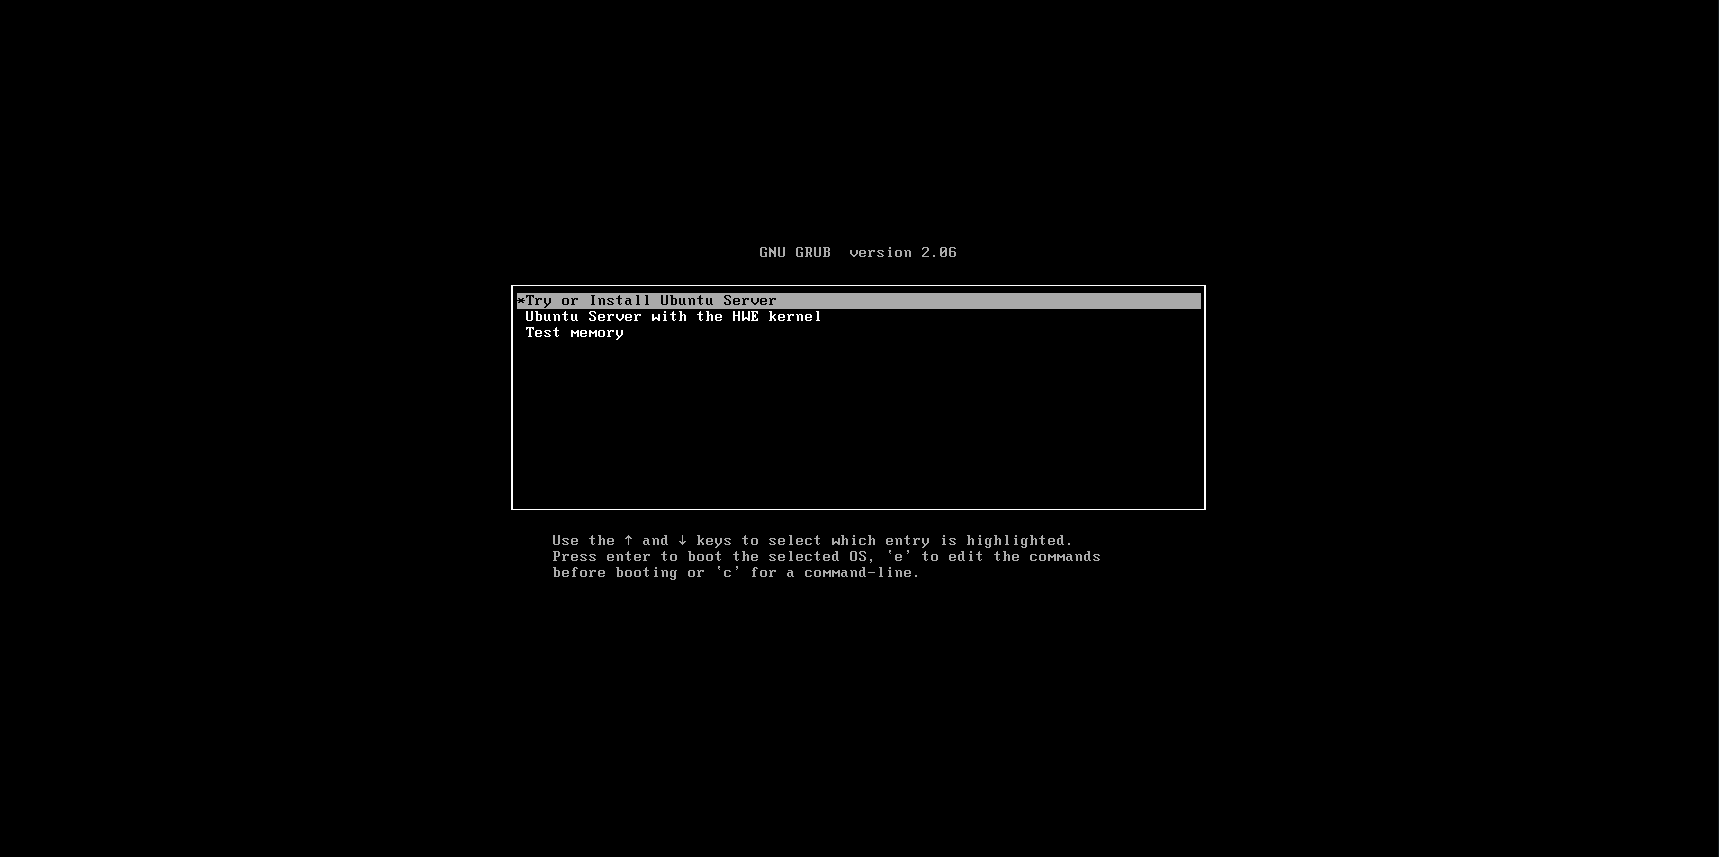 GNU GRUB  version 2.06
*Try or Install Ubuntu Server
Ubuntu Server with the HWE kernel
Test memory
Use the ↑ and ↓ keys to select which entry is highlighted.
Press enter to boot the selected OS, `e' to edit the commands
before booting or `c' for a command-line.